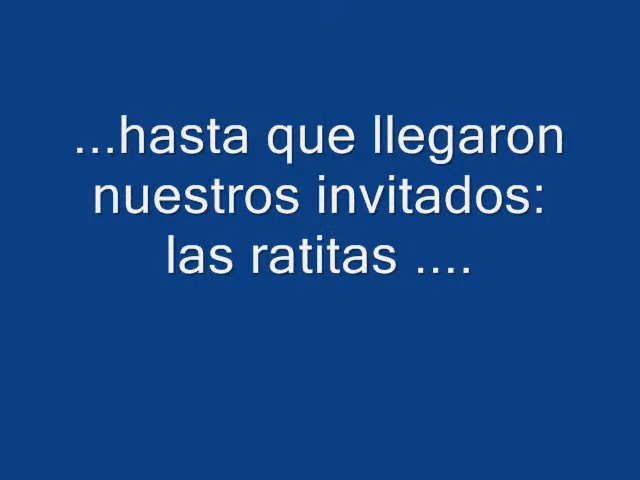 ...hasta que llegaron
nuestros invitados:
las ratitas ....